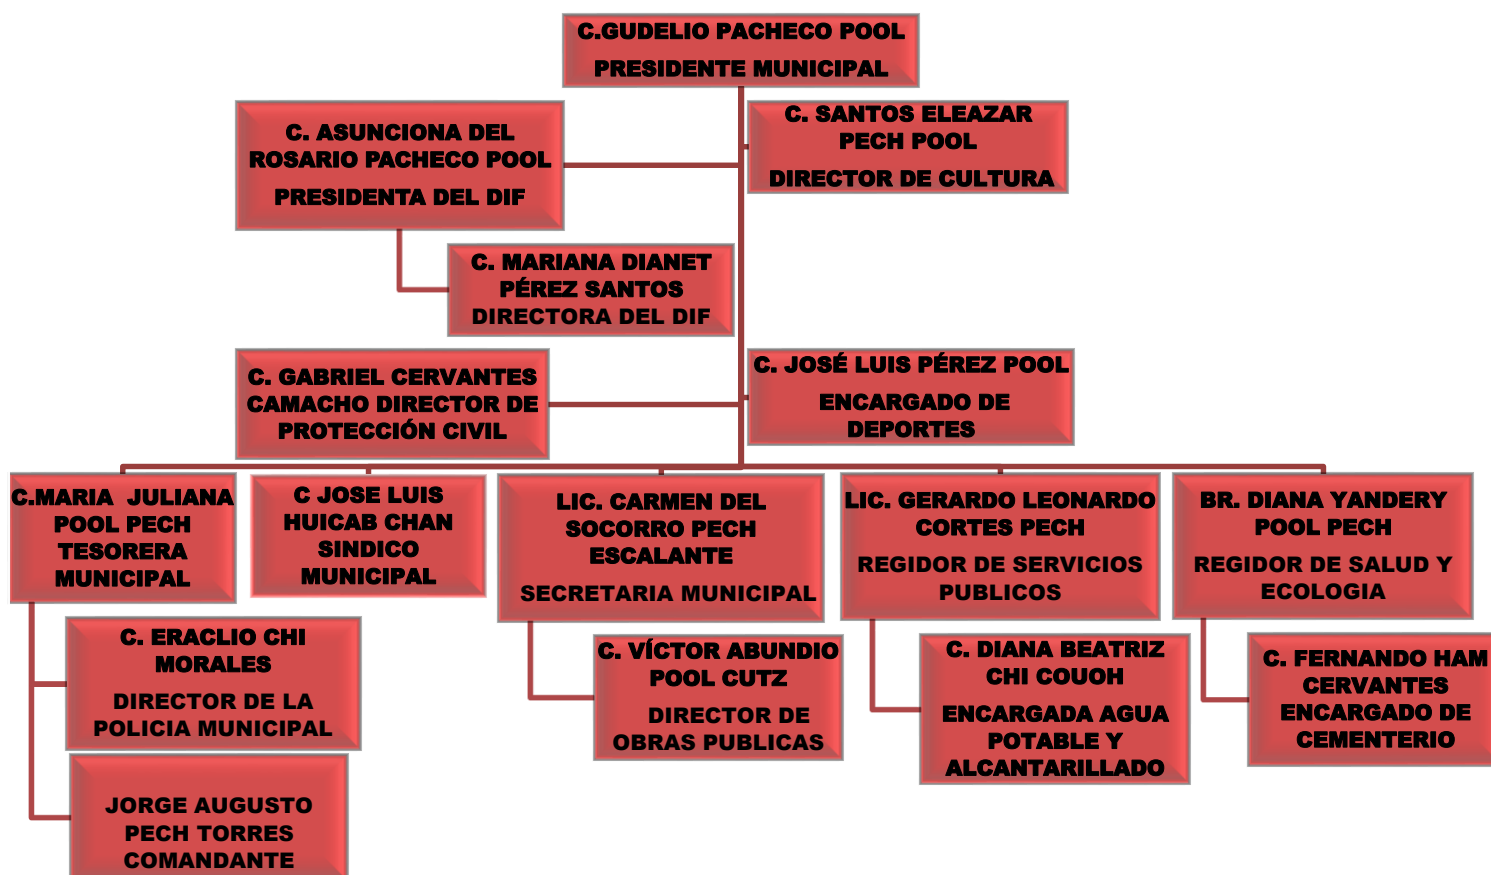 C.GUDELIO PACHECO POOL
PRESIDENTE MUNICIPAL
C. ASUNCIONA DEL
ROSARIO PACHECO POOL
PRESIDENTA DEL DIF
C. SANTOS ELEAZAR
PECH POOL
DIRECTOR DE CULTURA
C. MARIANA DIANET
PÉREZ SANTOS
DIRECTORA DEL DIF
C. GABRIEL CERVANTES
CAMACHO DIRECTOR DE
PROTECCIÓN CIVIL
C. JOSÉ LUIS PÉREZ POOL
ENCARGADO DE
DEPORTES
C.MARIA JULIANA
POOL PECH
TESORERA
MUNICIPAL
C JOSE LUIS
HUICAB CHAN
SINDICO
MUNICIPAL
LIC. CARMEN DEL
SOCORRO PECH
ESCALANTE
SECRETARIA MUNICIPAL
LIC. GERARDO LEONARDO
CORTES PECH
REGIDOR DE SERVICIOS
PUBLICOS
BR. DIANA YANDERY
POOL PECH
REGIDOR DE SALUD Y
ECOLOGIA
C. ERACLIO CHI
MORALES
DIRECTOR DE LA
POLICIA MUNICIPAL
C. VÍCTOR ABUNDIO
POOL CUTZ
DIRECTOR DE
OBRAS PUBLICAS
C. DIANA BEATRIZ
CHI COUOH
ENCARGADA AGUA
POTABLE Y
ALCANTARILLADO
C. FERNANDO HAM
CERVANTES
ENCARGADO DE
CEMENTERIO
JORGE AUGUSTO
PECH TORRES
COMANDANTE